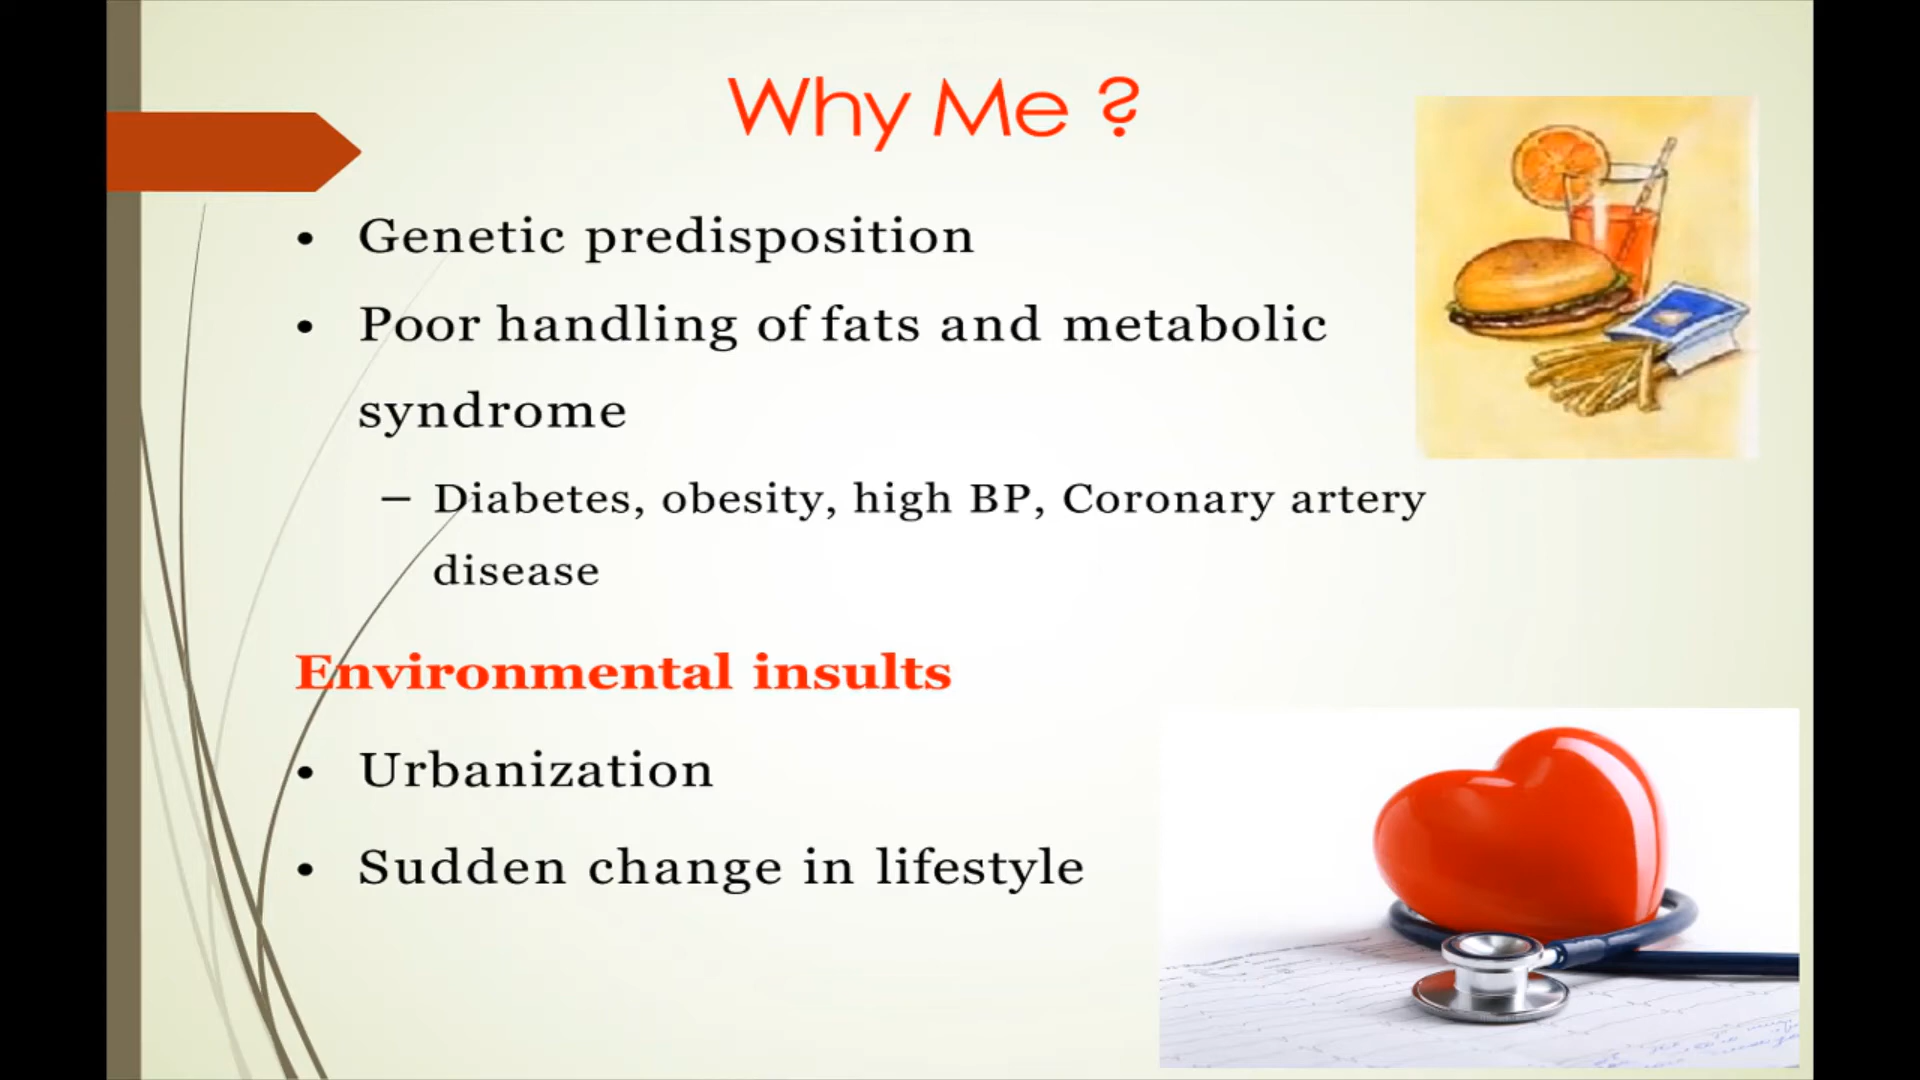 Why Me ?
• Genetic predisposition
• Poor handling of fats and metabolic
syndrome
– Diabetes, obesity, high BP, Coronary artery
disease
Environmental insults
• Urbanization
• Sudden change in lifestyle